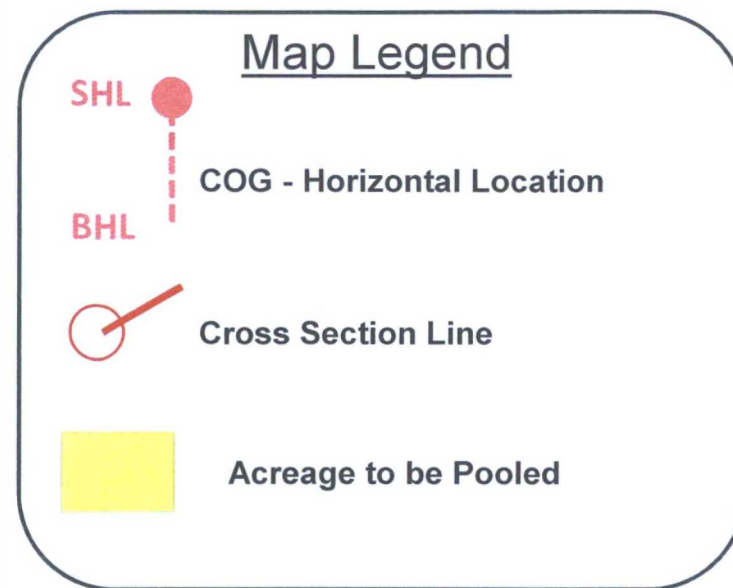 Map Legend
SHL
COG - Horizontal Location
BHL
Cross Section Line
Acreage to be Pooled